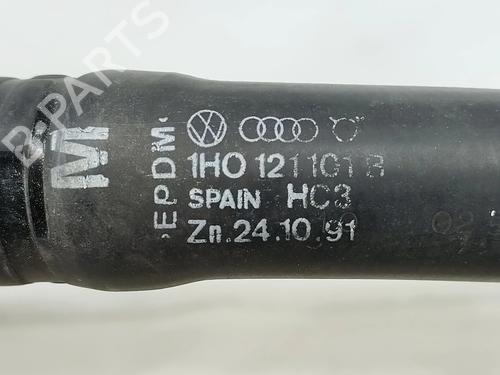 M
>EPDM<
1H0 121 101 B
SPAIN HC3
Zn.24.10.91
B-PARTS